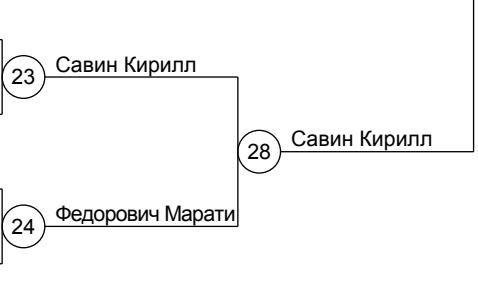 23 Савин Кирилл
28 Савин Кирилл
24 Федорович Марати